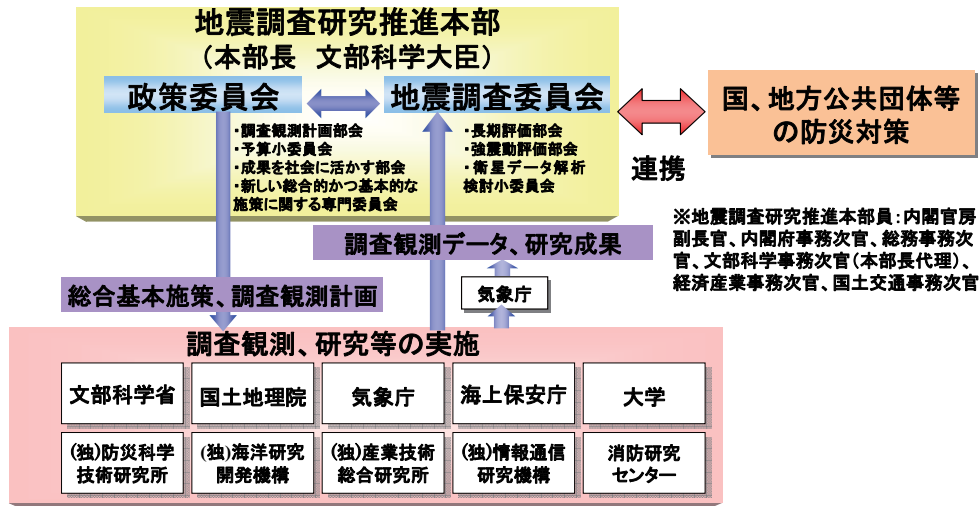 地震調査研究推進本部
（本部長　文部科学大臣）
政策委員会
地震調査委員会
・調査観測計画部会
・予算小委員会
・成果を社会に活かす部会
・新しい総合的かつ基本的な
施策に関する専門委員会
・長期評価部会
・強震動評価部会
・衛星データ解析
検討小委員会
連携
国、地方公共団体等
の防災対策
※地震調査研究推進本部員：内閣官房
副長官、内閣府事務次官、総務事務次
官、文部科学事務次官（本部長代理）、
経済産業事務次官、国土交通事務次官
調査観測データ、研究成果
総合基本施策、調査観測計画
気象庁
調査観測、研究等の実施
文部科学省
国土地理院
気象庁
海上保安庁
大学
(独)防災科学
技術研究所
(独)海洋研究
開発機構
(独)産業技術
総合研究所
(独)情報通信
研究機構
消防研究
センター